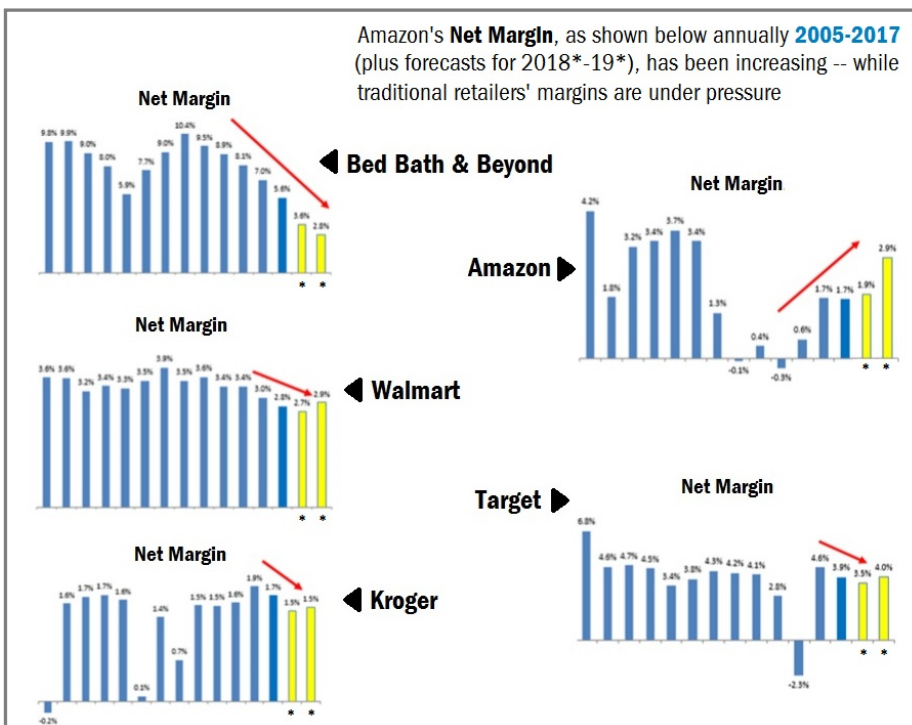 Amazon's Net Margin, as shown below annually 2005-2017
(plus forecasts for 2018*-19*), has been increasing -- while
traditional retailers' margins are under pressure
Net Margin
9.8% 9.9% 9.0% 8.0% 5.9% 7.7% 9.0% 10.4% 9.5% 8.9% 8.1% 7.0% 5.6% 3.6% 2.8%
* *
Bed Bath & Beyond
Net Margin
4.2% 1.8% 3.2% 3.4% 3.7% 3.4% 1.3% -0.1% 0.4% -0.3% 0.6% 1.7% 1.7% 1.9% 2.9%
* *
Amazon
Net Margin
3.6% 3.6% 3.2% 3.4% 3.3% 3.5% 3.9% 3.5% 3.6% 3.4% 3.4% 3.0% 2.8% 2.7% 2.9%
* *
Walmart
Net Margin
6.8% 4.6% 4.7% 4.5% 3.4% 3.8% 4.3% 4.2% 4.1% 2.8% -2.3% 4.6% 3.9% 3.5% 4.0%
* *
Target
Net Margin
-0.2% 1.6% 1.7% 1.7% 1.6% 0.1% 1.4% 0.7% 1.5% 1.5% 1.6% 1.9% 1.7% 1.5% 1.5%
* *
Kroger